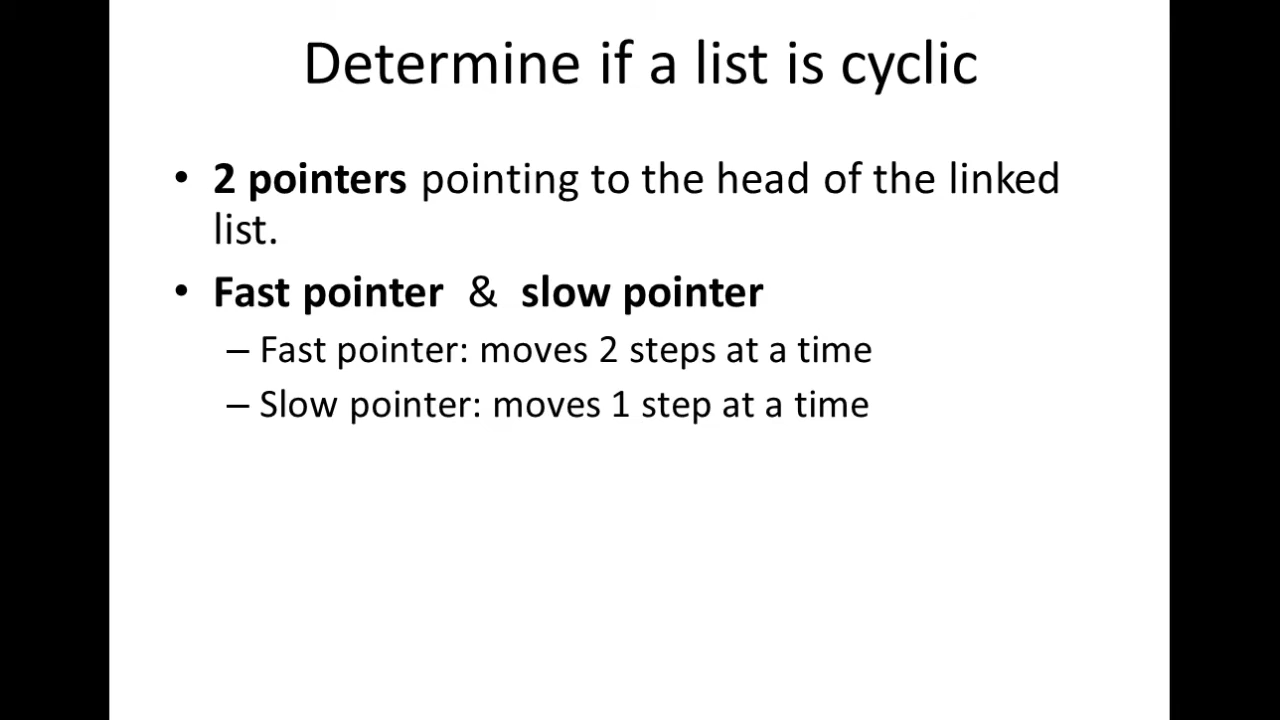 Determine if a list is cyclic
• 2 pointers pointing to the head of the linked
list.
• Fast pointer & slow pointer
– Fast pointer: moves 2 steps at a time
– Slow pointer: moves 1 step at a time